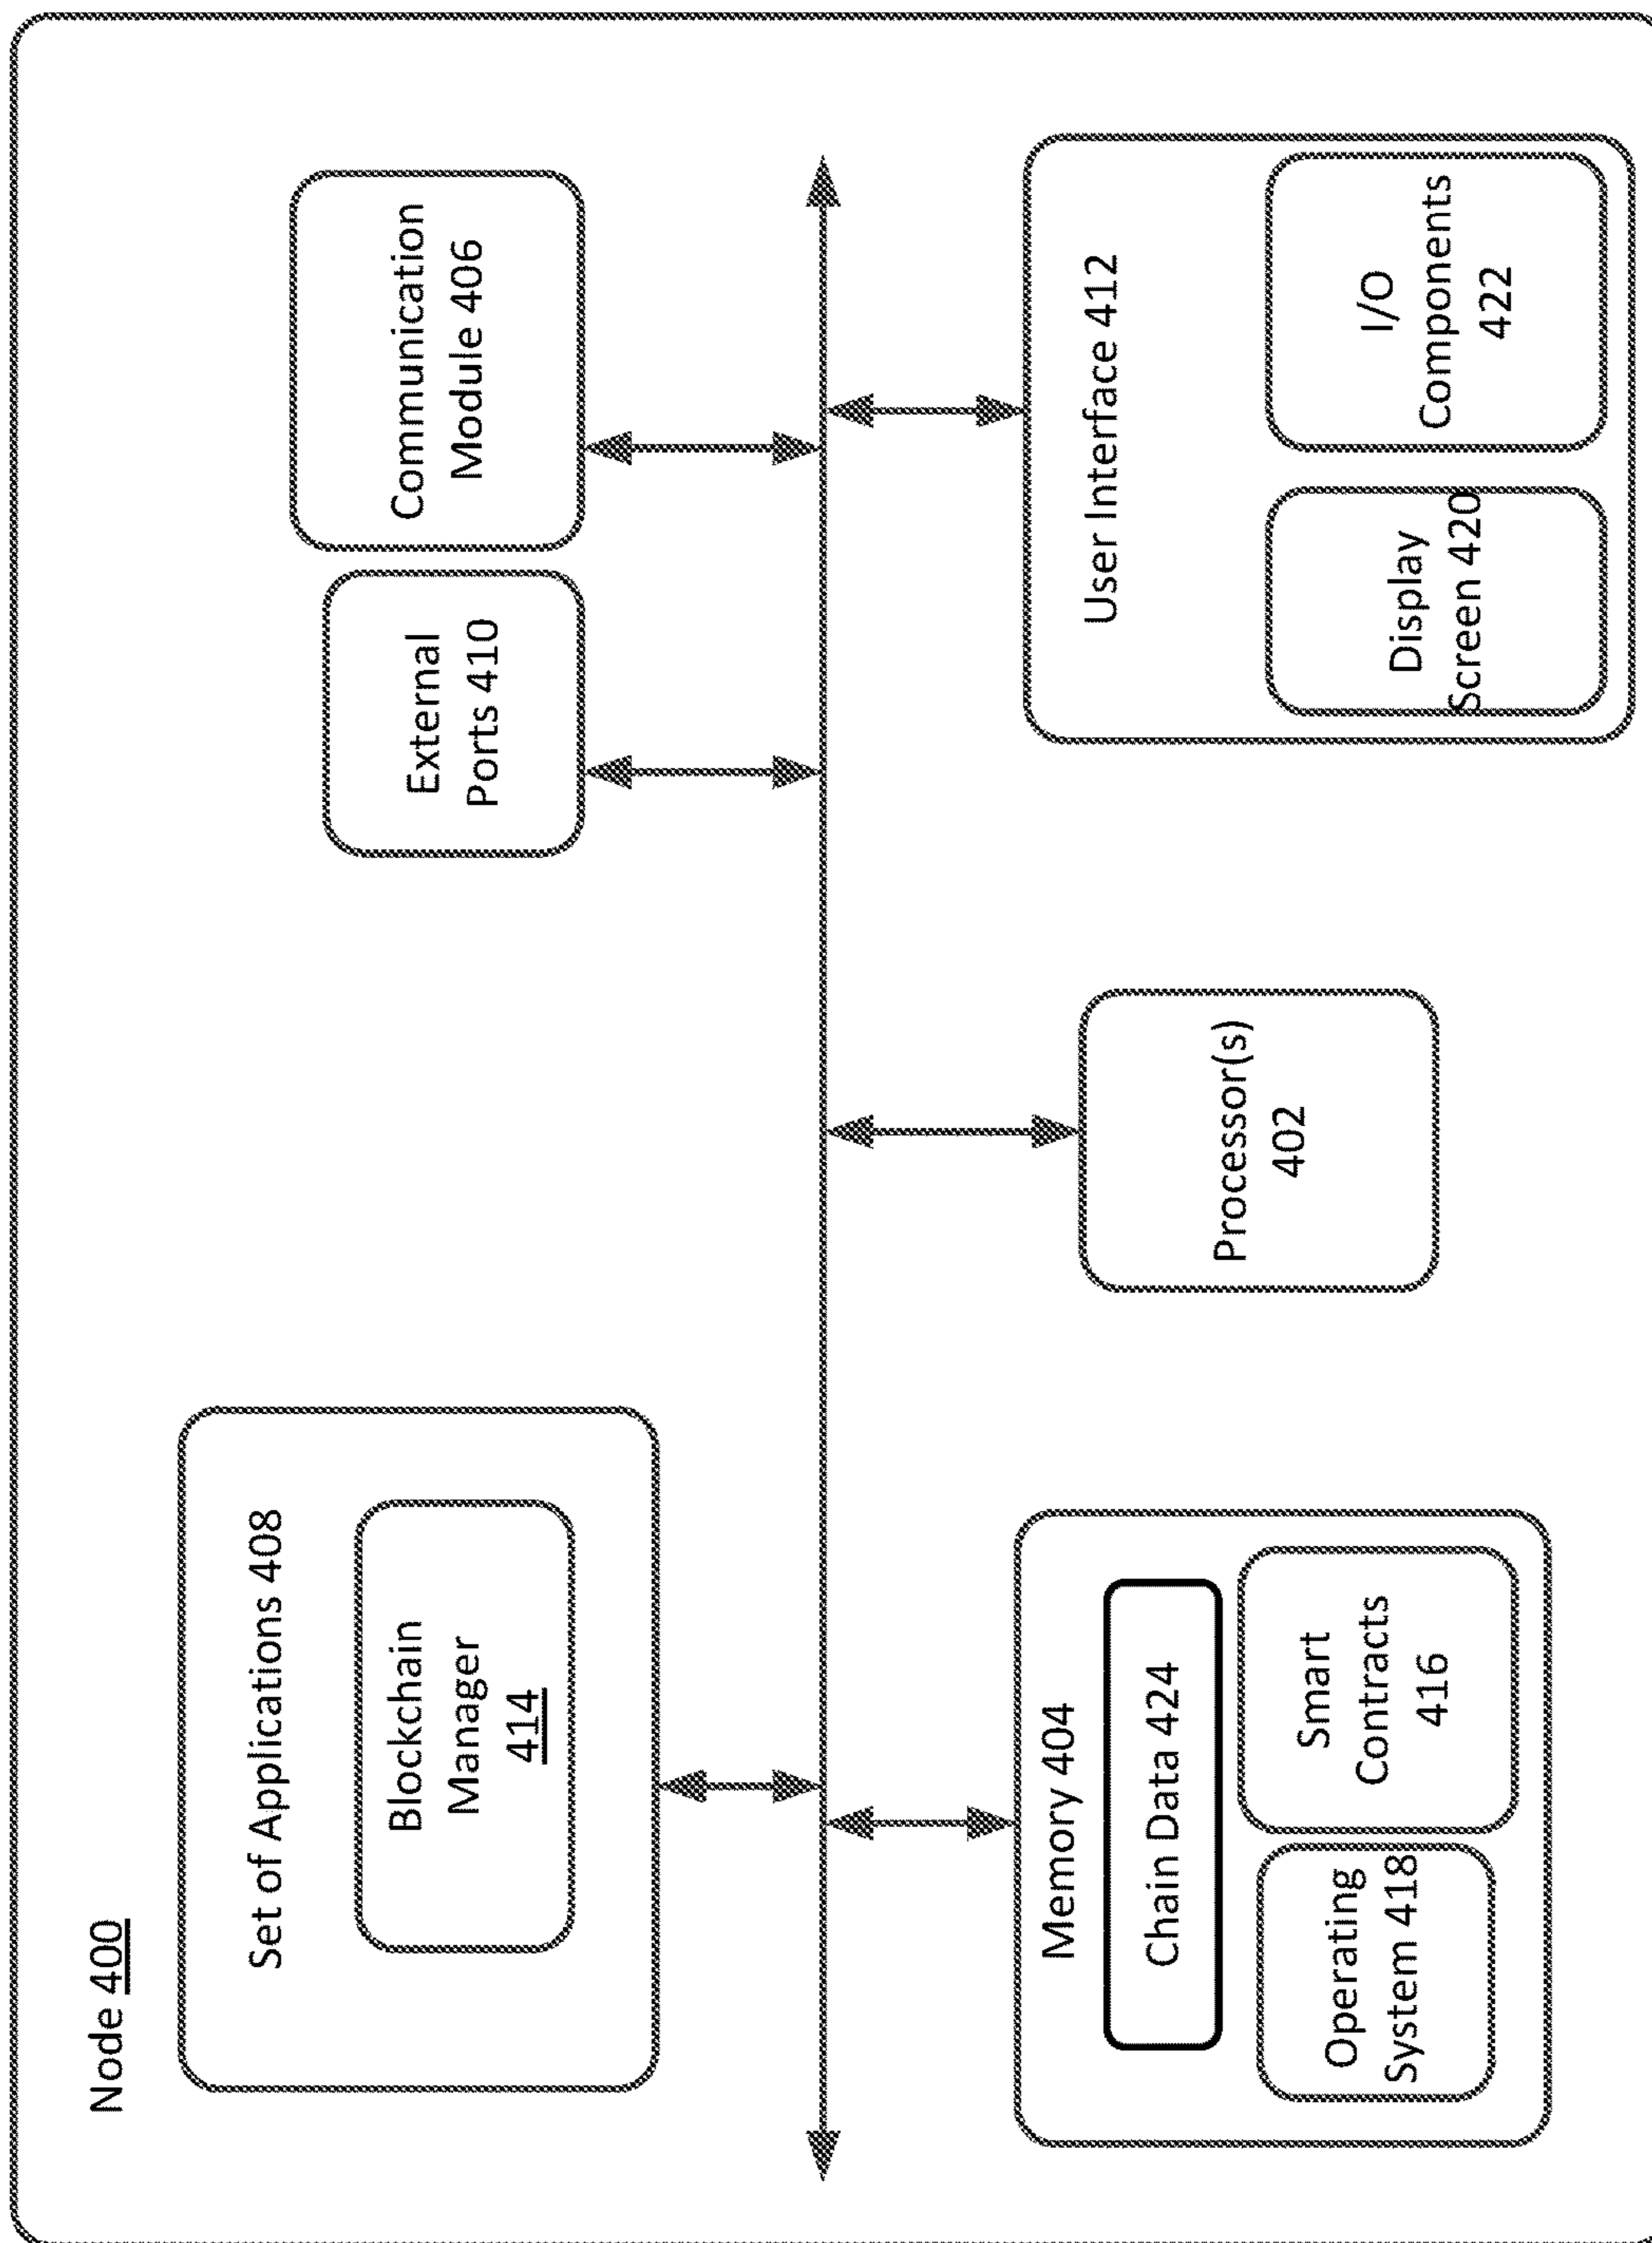 Node 400
Set of Applications 408
Blockchain
Manager
414
External
Ports 410
Communication
Module 406
Memory 404
Chain Data 424
Operating
System 418
Smart
Contracts
416
Processor(s)
402
User Interface 412
Display
Screen 420
I/O
Components
422